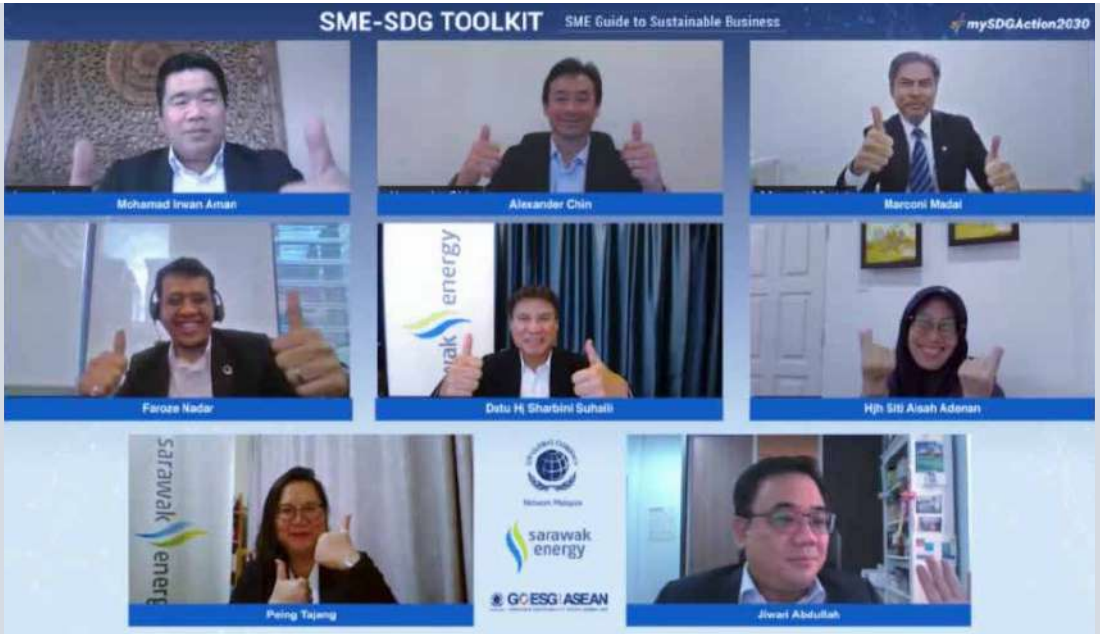 SME-SDG TOOLKIT SME Guide to Sustainable Business mySDGAction2030
Mohamad Irwan Aman
Alexander Chin
Marconi Madai
sarawak energy
Faroze Nadar
Datu Hj Sharbini Suhaili
Hjh Siti Aisah Adenan
sarawak energy
Network Malaysia
sarawak
energy
GOESG ASEAN
Peing Tajang
Jiwari Abdullah